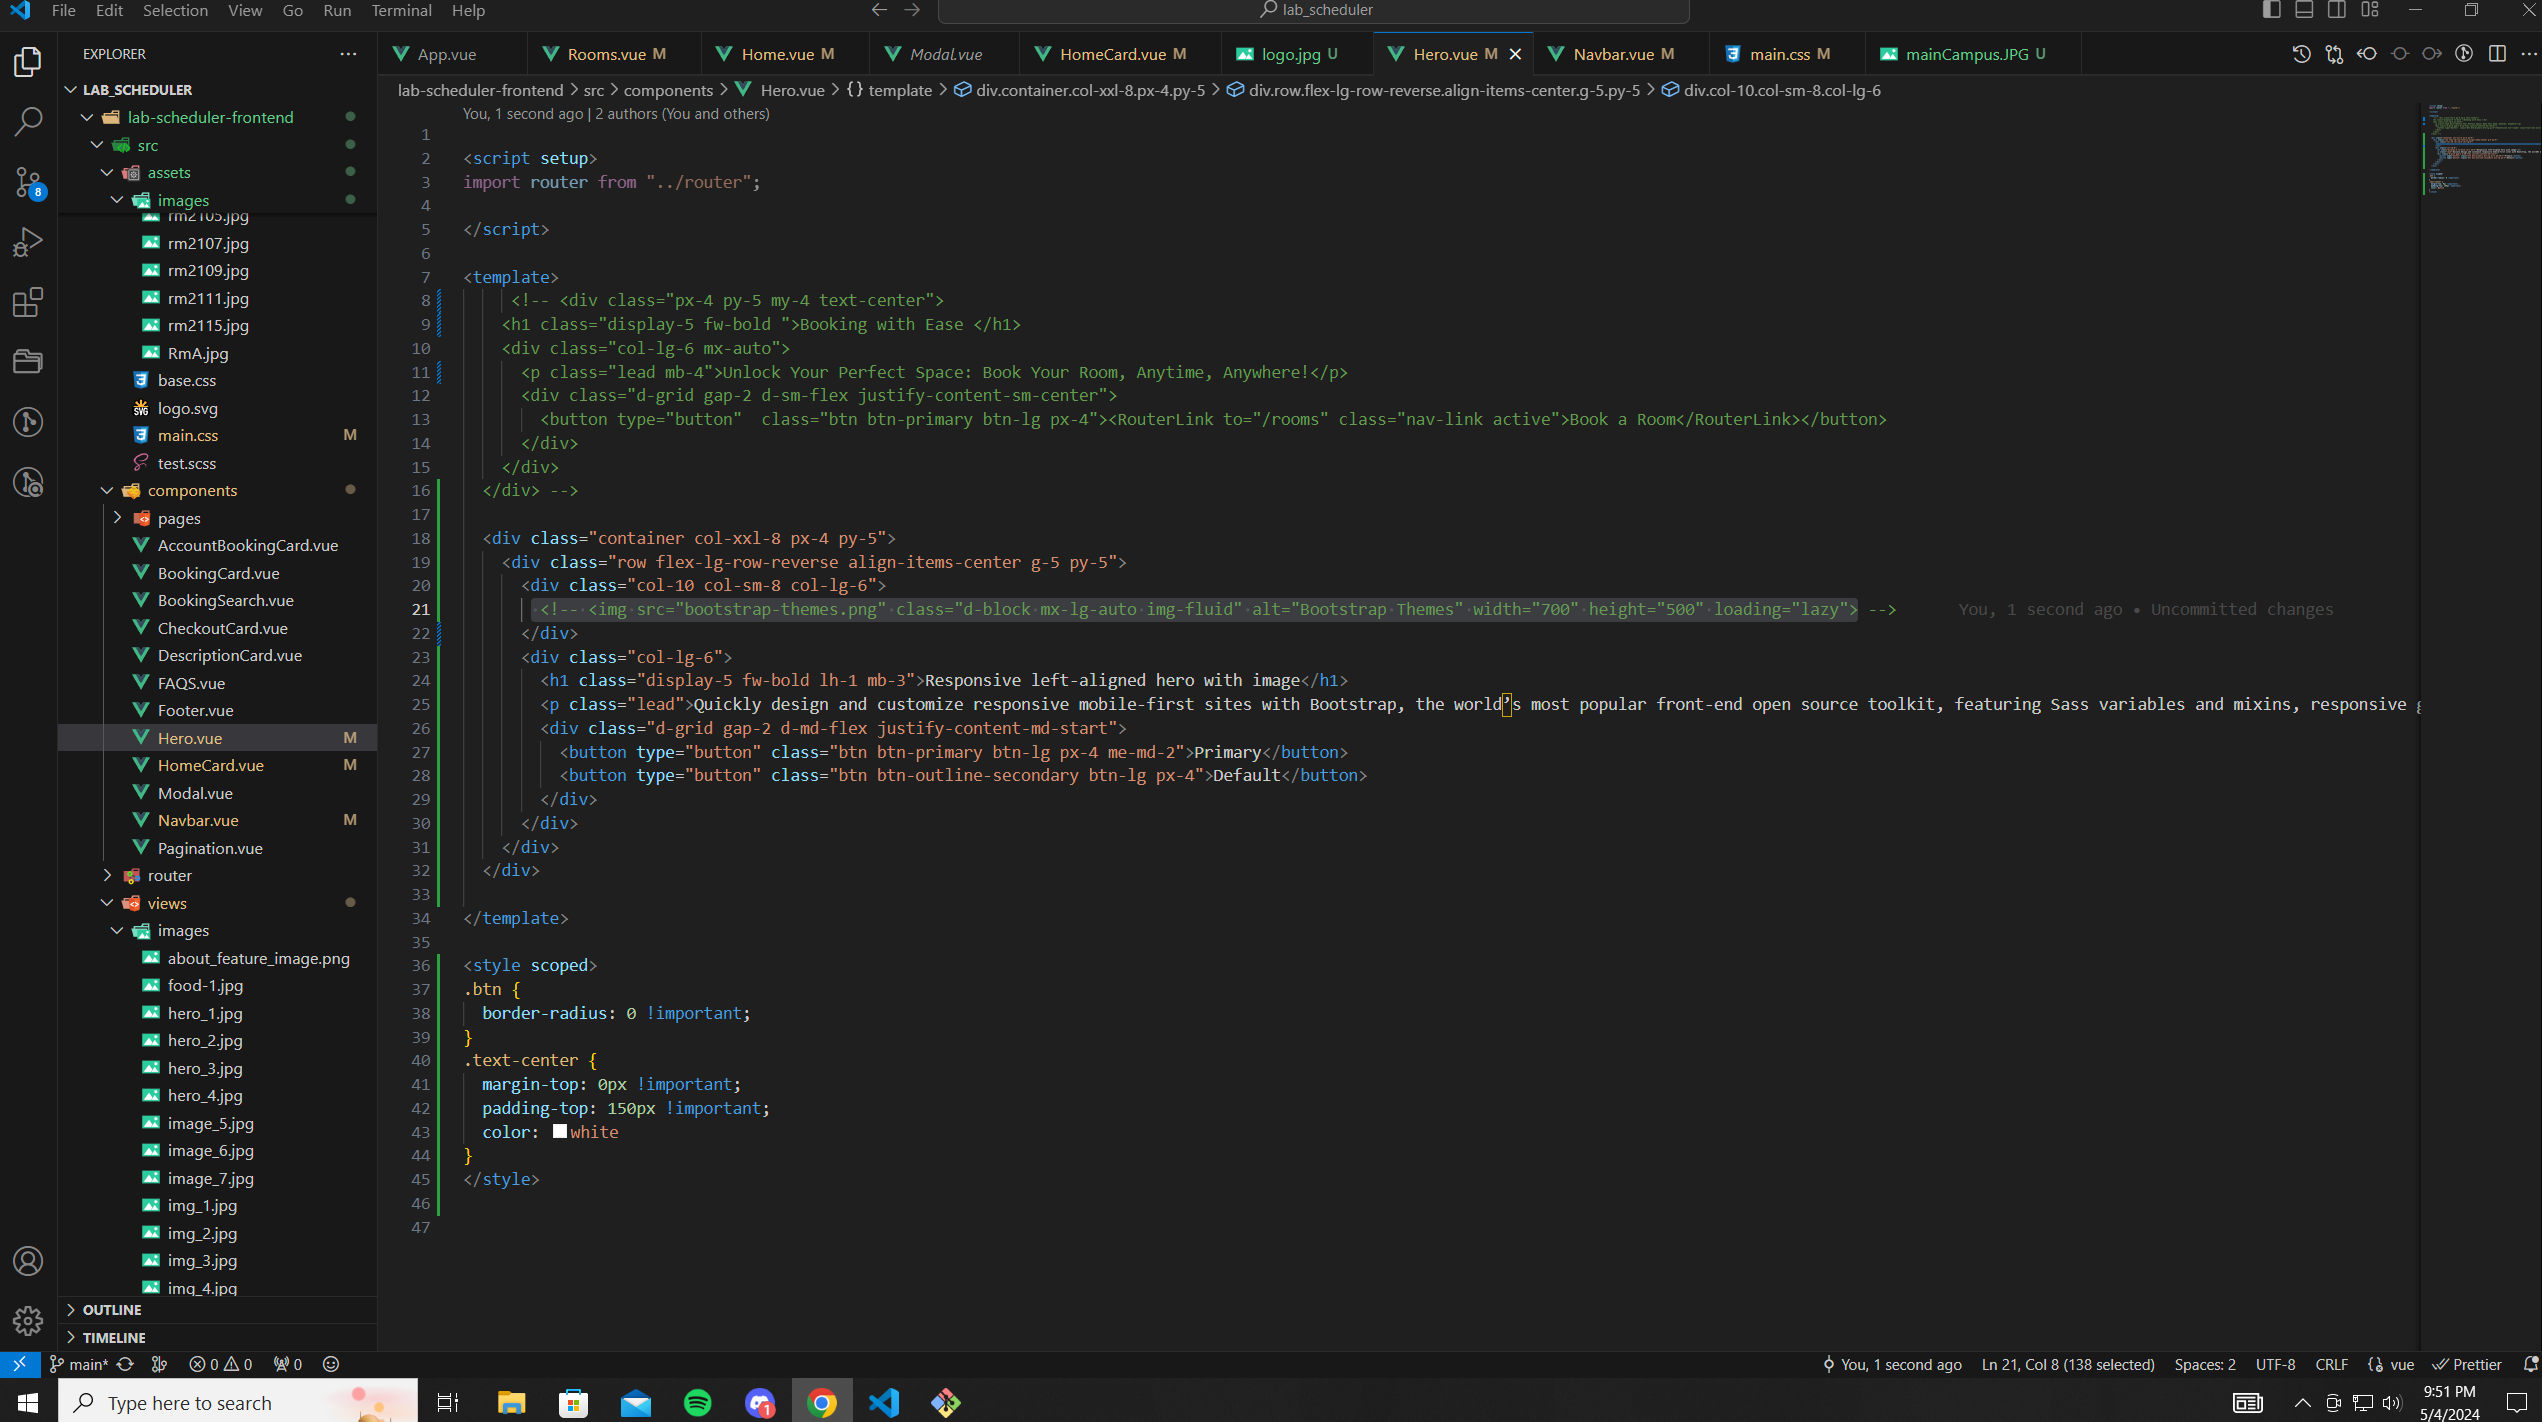 File Edit Selection View Go Run Terminal Help
lab_scheduler
EXPLORER
LAB_SCHEDULER
lab-scheduler-frontend
src
assets
images
rm2105.jpg
rm2107.jpg
rm2109.jpg
rm2111.jpg
rm2115.jpg
RmA.jpg
base.css
logo.svg
main.css M
test.scss
components
pages
AccountBookingCard.vue
BookingCard.vue
BookingSearch.vue
CheckoutCard.vue
DescriptionCard.vue
FAQS.vue
Footer.vue
Hero.vue M
HomeCard.vue M
Modal.vue
Navbar.vue M
Pagination.vue
router
views
images
about_feature_image.png
food-1.jpg
hero_1.jpg
hero_2.jpg
hero_3.jpg
hero_4.jpg
image_5.jpg
image_6.jpg
image_7.jpg
img_1.jpg
img_2.jpg
img_3.jpg
img_4.jpg
OUTLINE
TIMELINE
8
App.vue Rooms.vue M Home.vue M Modal.vue HomeCard.vue M logo.jpg U Hero.vue M Navbar.vue M main.css M mainCampus.JPG U
lab-scheduler-frontend > src > components > Hero.vue > {} template > div.container.col-xxl-8.px-4.py-5 > div.row.flex-lg-row-reverse.align-items-center.g-5.py-5 > div.col-10.col-sm-8.col-lg-6
You, 1 second ago | 2 authors (You and others)
1
2 <script setup>
3 import router from "../router";
4
5 </script>
6
7 <template>
8 <!-- <div class="px-4 py-5 my-4 text-center">
9 <h1 class="display-5 fw-bold ">Booking with Ease </h1>
10 <div class="col-lg-6 mx-auto">
11 <p class="lead mb-4">Unlock Your Perfect Space: Book Your Room, Anytime, Anywhere!</p>
12 <div class="d-grid gap-2 d-sm-flex justify-content-sm-center">
13 <button type="button"  class="btn btn-primary btn-lg px-4"><RouterLink to="/rooms" class="nav-link active">Book a Room</RouterLink></button>
14 </div>
15 </div>
16 </div> -->
17
18 <div class="container col-xxl-8 px-4 py-5">
19 <div class="row flex-lg-row-reverse align-items-center g-5 py-5">
20 <div class="col-10 col-sm-8 col-lg-6">
21 <!-- <img src="bootstrap-themes.png" class="d-block mx-lg-auto img-fluid" alt="Bootstrap Themes" width="700" height="500" loading="lazy"> --> You, 1 second ago • Uncommitted changes
22 </div>
23 <div class="col-lg-6">
24 <h1 class="display-5 fw-bold lh-1 mb-3">Responsive left-aligned hero with image</h1>
25 <p class="lead">Quickly design and customize responsive mobile-first sites with Bootstrap, the world’s most popular front-end open source toolkit, featuring Sass variables and mixins, responsive
26 <div class="d-grid gap-2 d-md-flex justify-content-md-start">
27 <button type="button" class="btn btn-primary btn-lg px-4 me-md-2">Primary</button>
28 <button type="button" class="btn btn-outline-secondary btn-lg px-4">Default</button>
29 </div>
30 </div>
31 </div>
32 </div>
33
34 </template>
35
36 <style scoped>
37 .btn {
38 border-radius: 0 !important;
39 }
40 .text-center {
41 margin-top: 0px !important;
42 padding-top: 150px !important;
43 color: white
44 }
45 </style>
46
47
main* 0 0 0 You, 1 second ago Ln 21, Col 8 (138 selected) Spaces: 2 UTF-8 CRLF vue Prettier
Type here to search
1
9:51 PM
5/4/2024